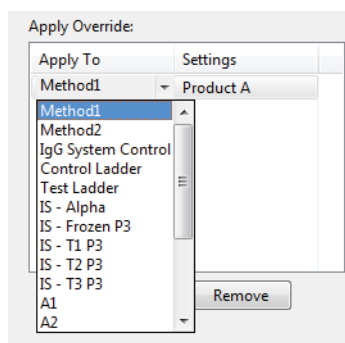 Apply Override:
Apply To Settings
Method1 Product A
Method1
Method2
IgG System Control
Control Ladder
Test Ladder
IS - Alpha
IS - Frozen P3
IS - T1 P3
IS - T2 P3
IS - T3 P3
A1
A2
Remove